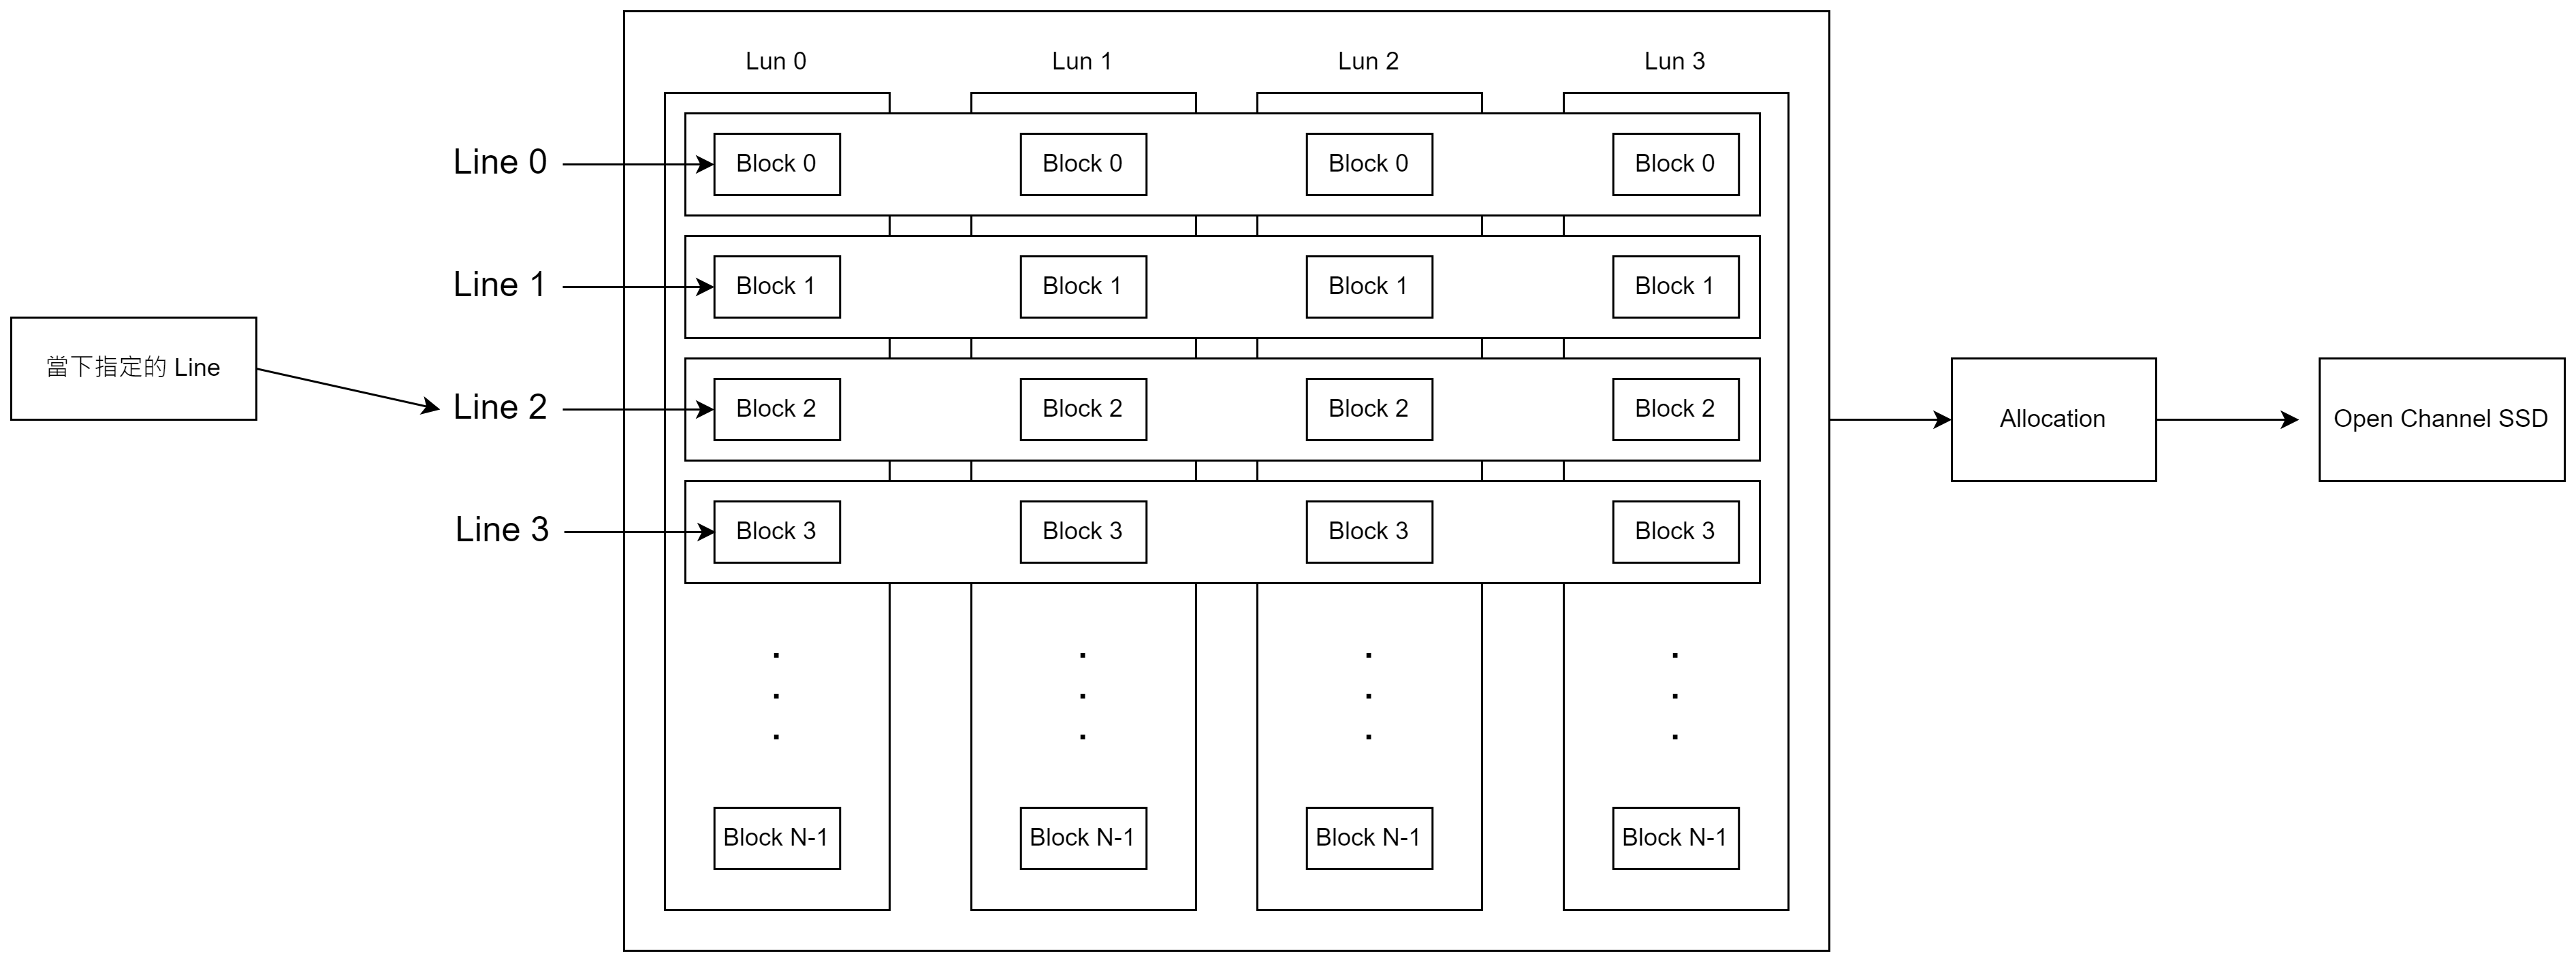 Lun 0
Lun 1
Lun 2
Lun 3
Line 0
Block 0
Block 0
Block 0
Block 0
Line 1
Block 1
Block 1
Block 1
Block 1
當下指定的 Line
Line 2
Block 2
Block 2
Block 2
Block 2
Allocation
Open Channel SSD
Line 3
Block 3
Block 3
Block 3
Block 3
.
.
.
.
.
.
.
.
.
.
.
.
Block N-1
Block N-1
Block N-1
Block N-1